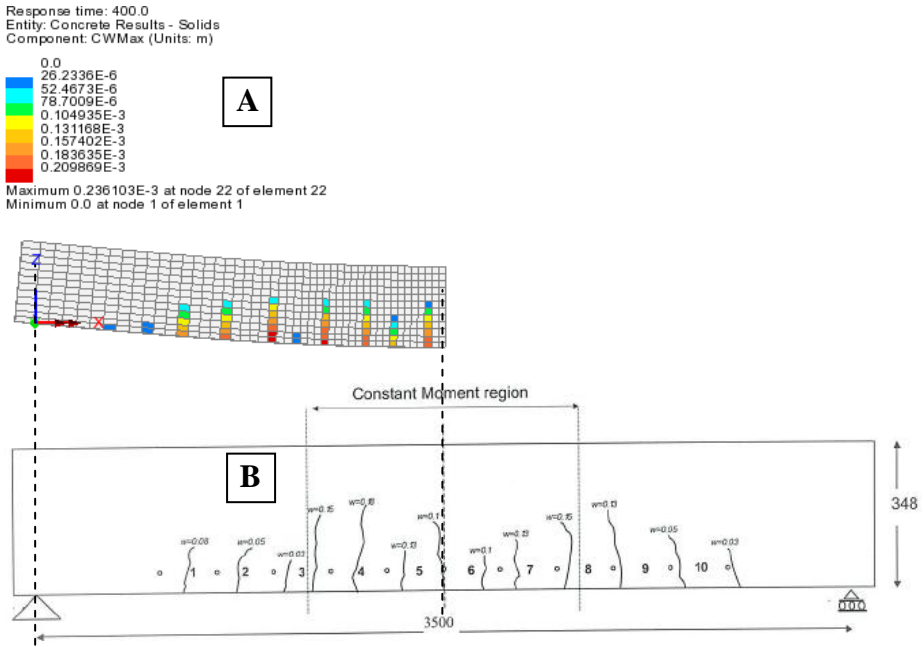 Response time: 400.0
Entity: Concrete Results - Solids
Component: CWMax (Units: m)
0.0
26.2336E-6
52.4673E-6
78.7009E-6
0.104935E-3
0.131168E-3
0.157402E-3
0.183635E-3
0.209869E-3
A
Maximum 0.236103E-3 at node 22 of element 22
Minimum 0.0 at node 1 of element 1
Z
X
Constant Moment region
B
348
w=0.15
w=0.18
w=0.1
w=0.15
w=0.13
w=0.08
w=0.05
w=0.03
w=0.13
w=0.1
w=0.13
w=0.05
w=0.03
1 2 3 4 5 6 7 8 9 10
3500